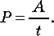 P = A/t.